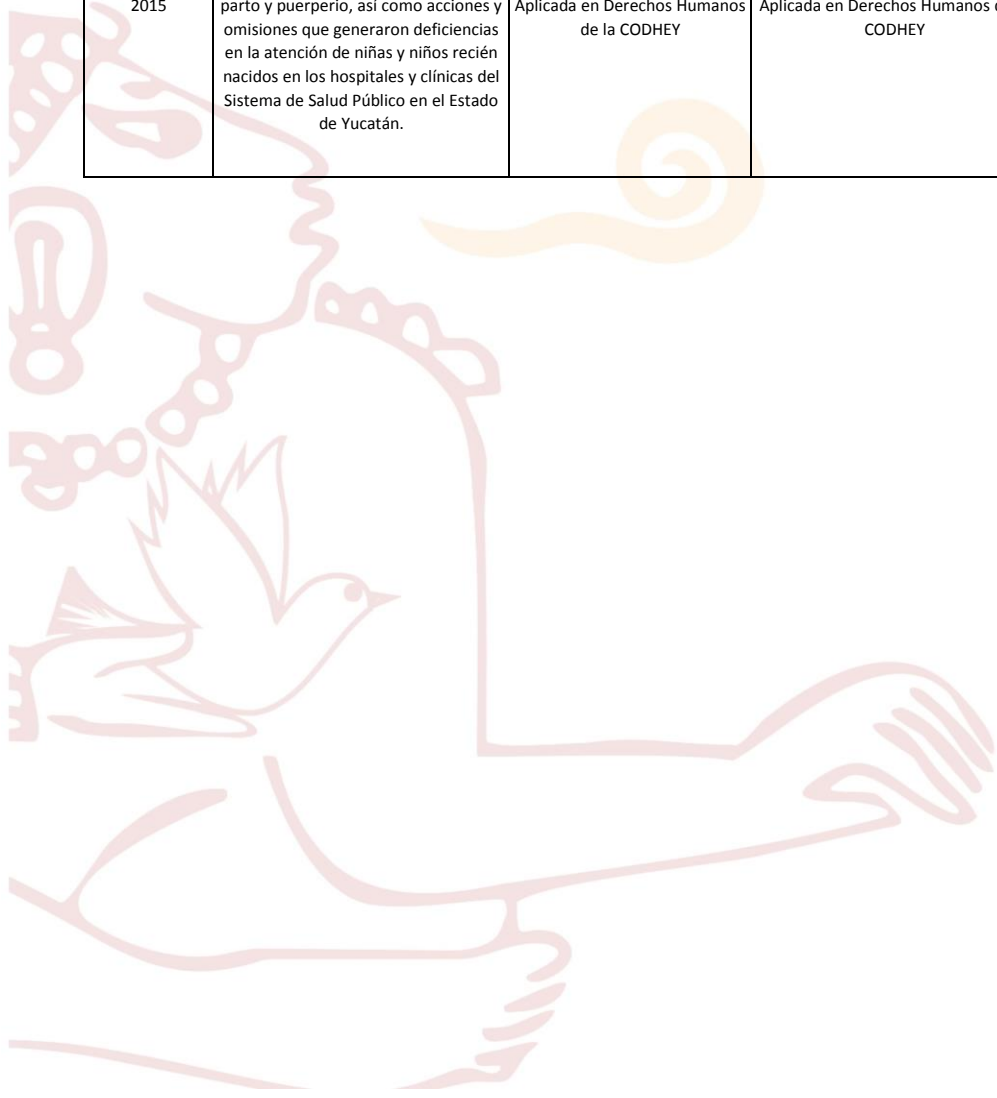 2015
parto y puerperio, así como acciones y
omisiones que generaron deficiencias
en la atención de niñas y niños recién
nacidos en los hospitales y clínicas del
Sistema de Salud Público en el Estado
de Yucatán.
Aplicada en Derechos Humanos
de la CODHEY
Aplicada en Derechos Humanos
CODHEY